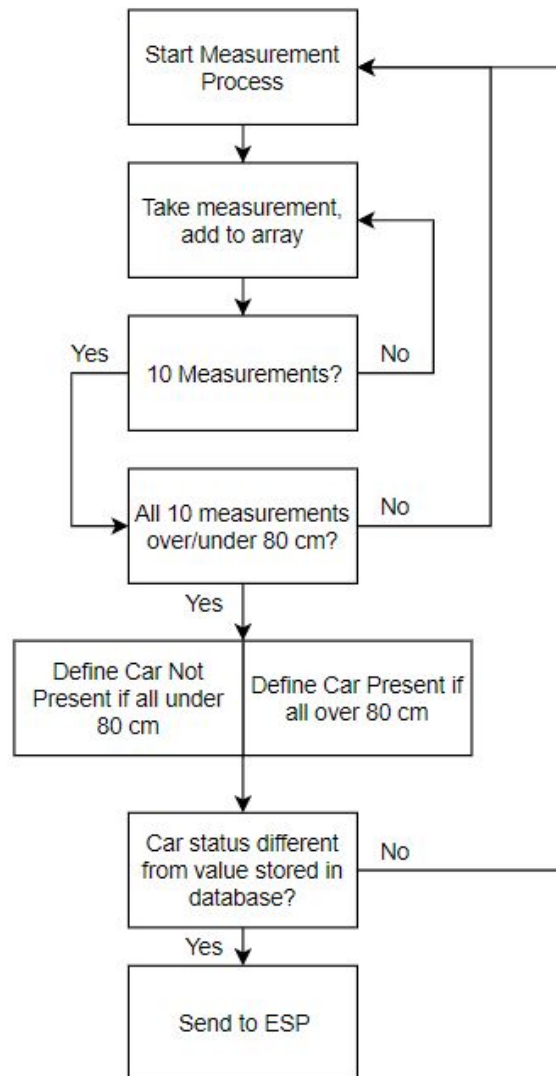 Start Measurement
Process
Take measurement,
add to array
Yes
10 Measurements?
No
All 10 measurements
over/under 80 cm?
No
Yes
Define Car Not
Present if all under
80 cm
Define Car Present if
all over 80 cm
Car status different
from value stored in
database?
No
Yes
Send to ESP